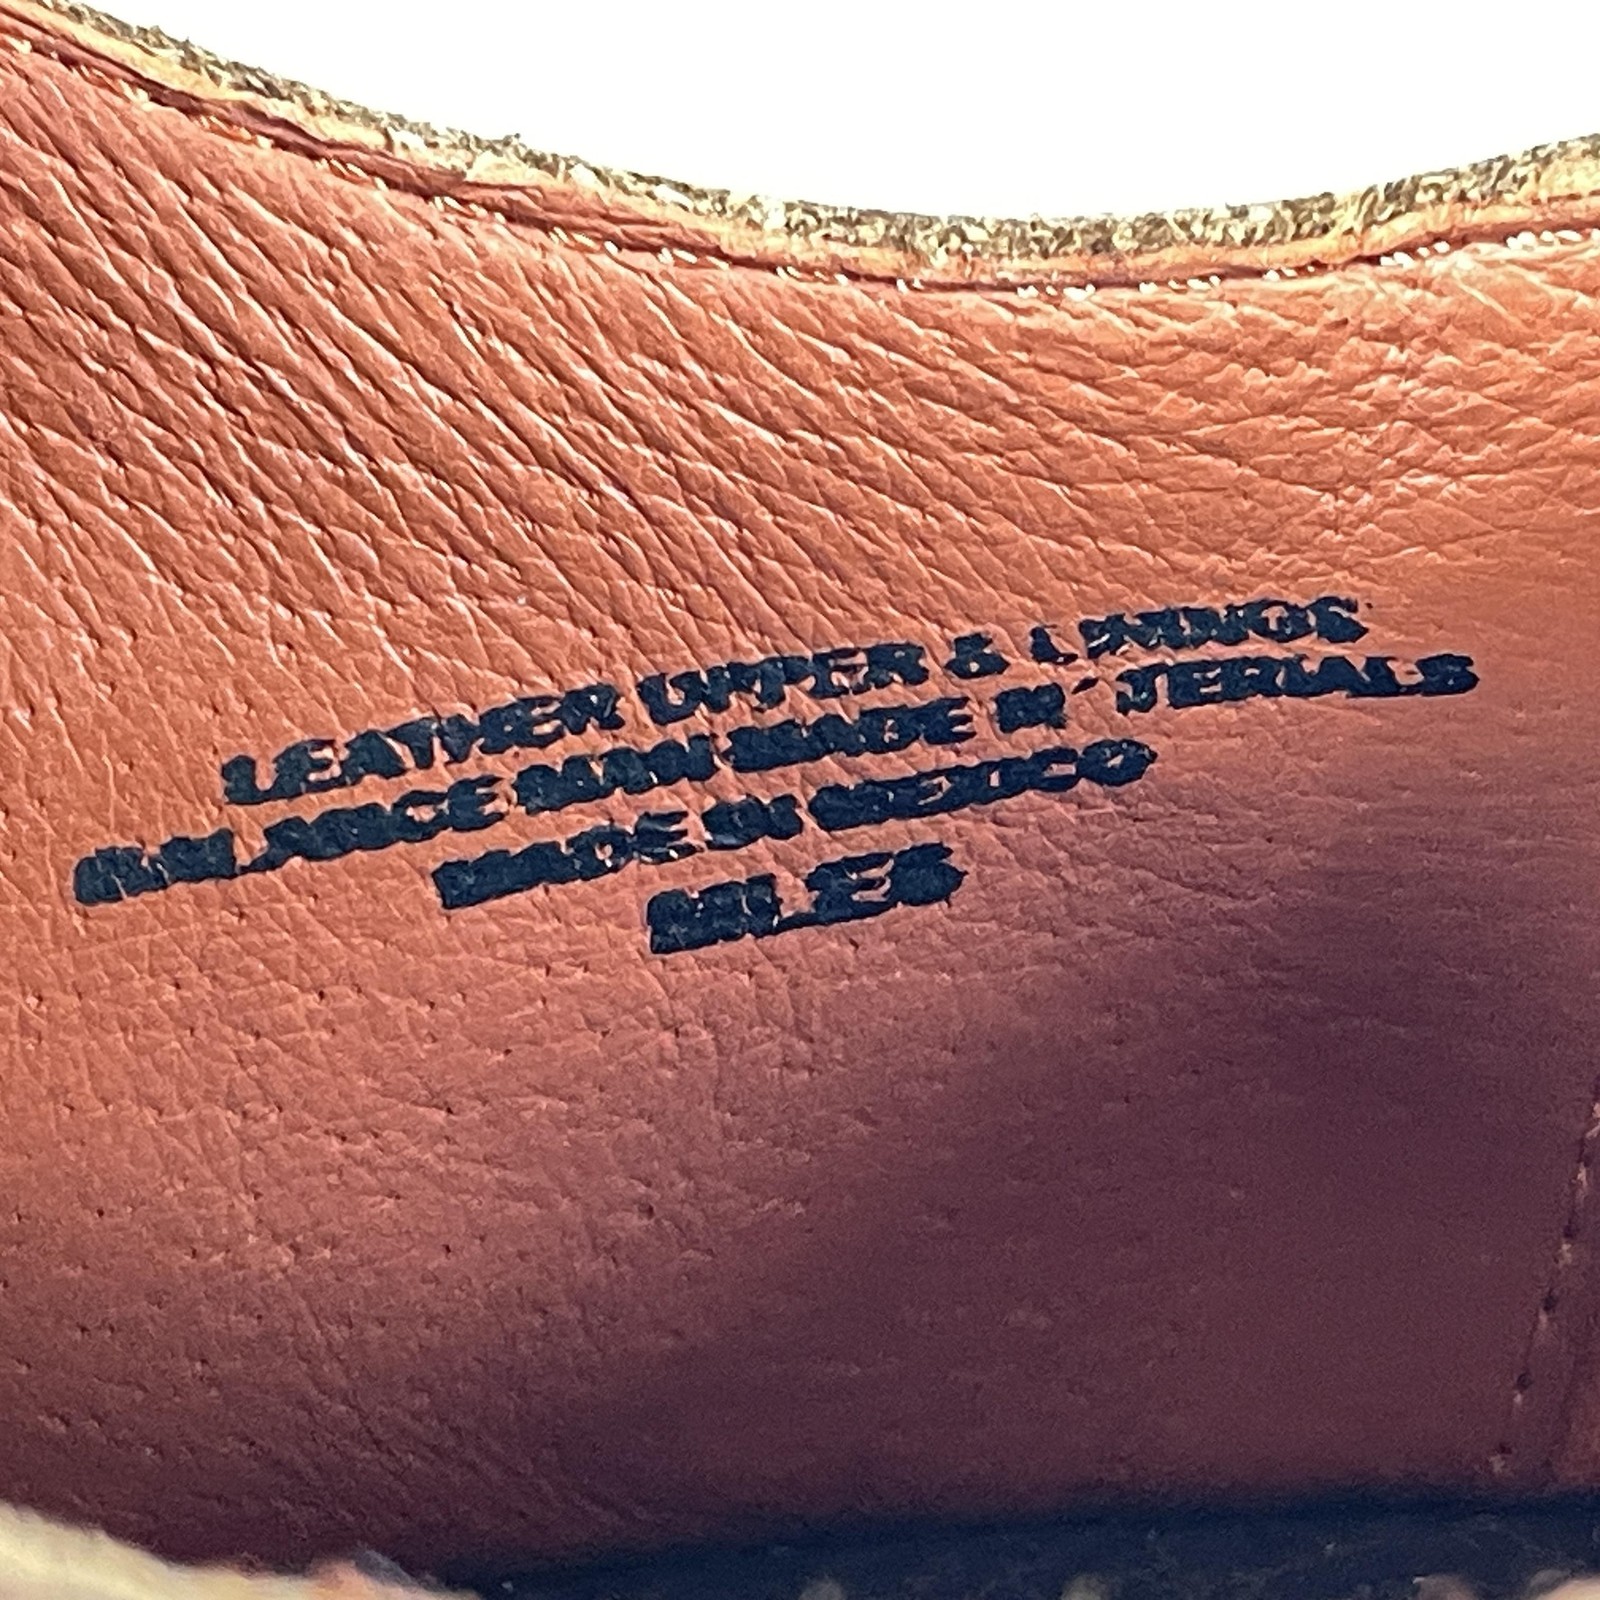 LEATHER UPPER & LININGS
BALANCE MAN MADE MATERIALS
MADE IN MEXICO
MILES